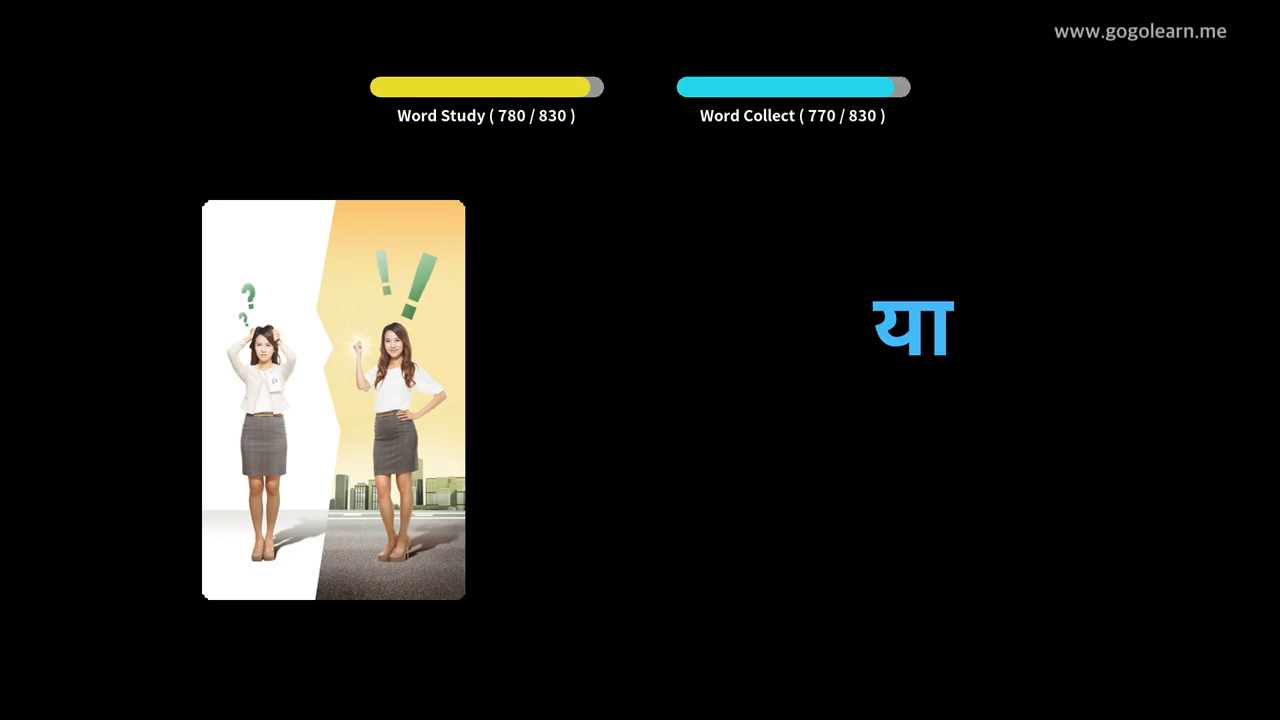 www.gogolearn.me
Word Study ( 780 / 830 )
Word Collect ( 770 / 830 )
? ? ! !
या